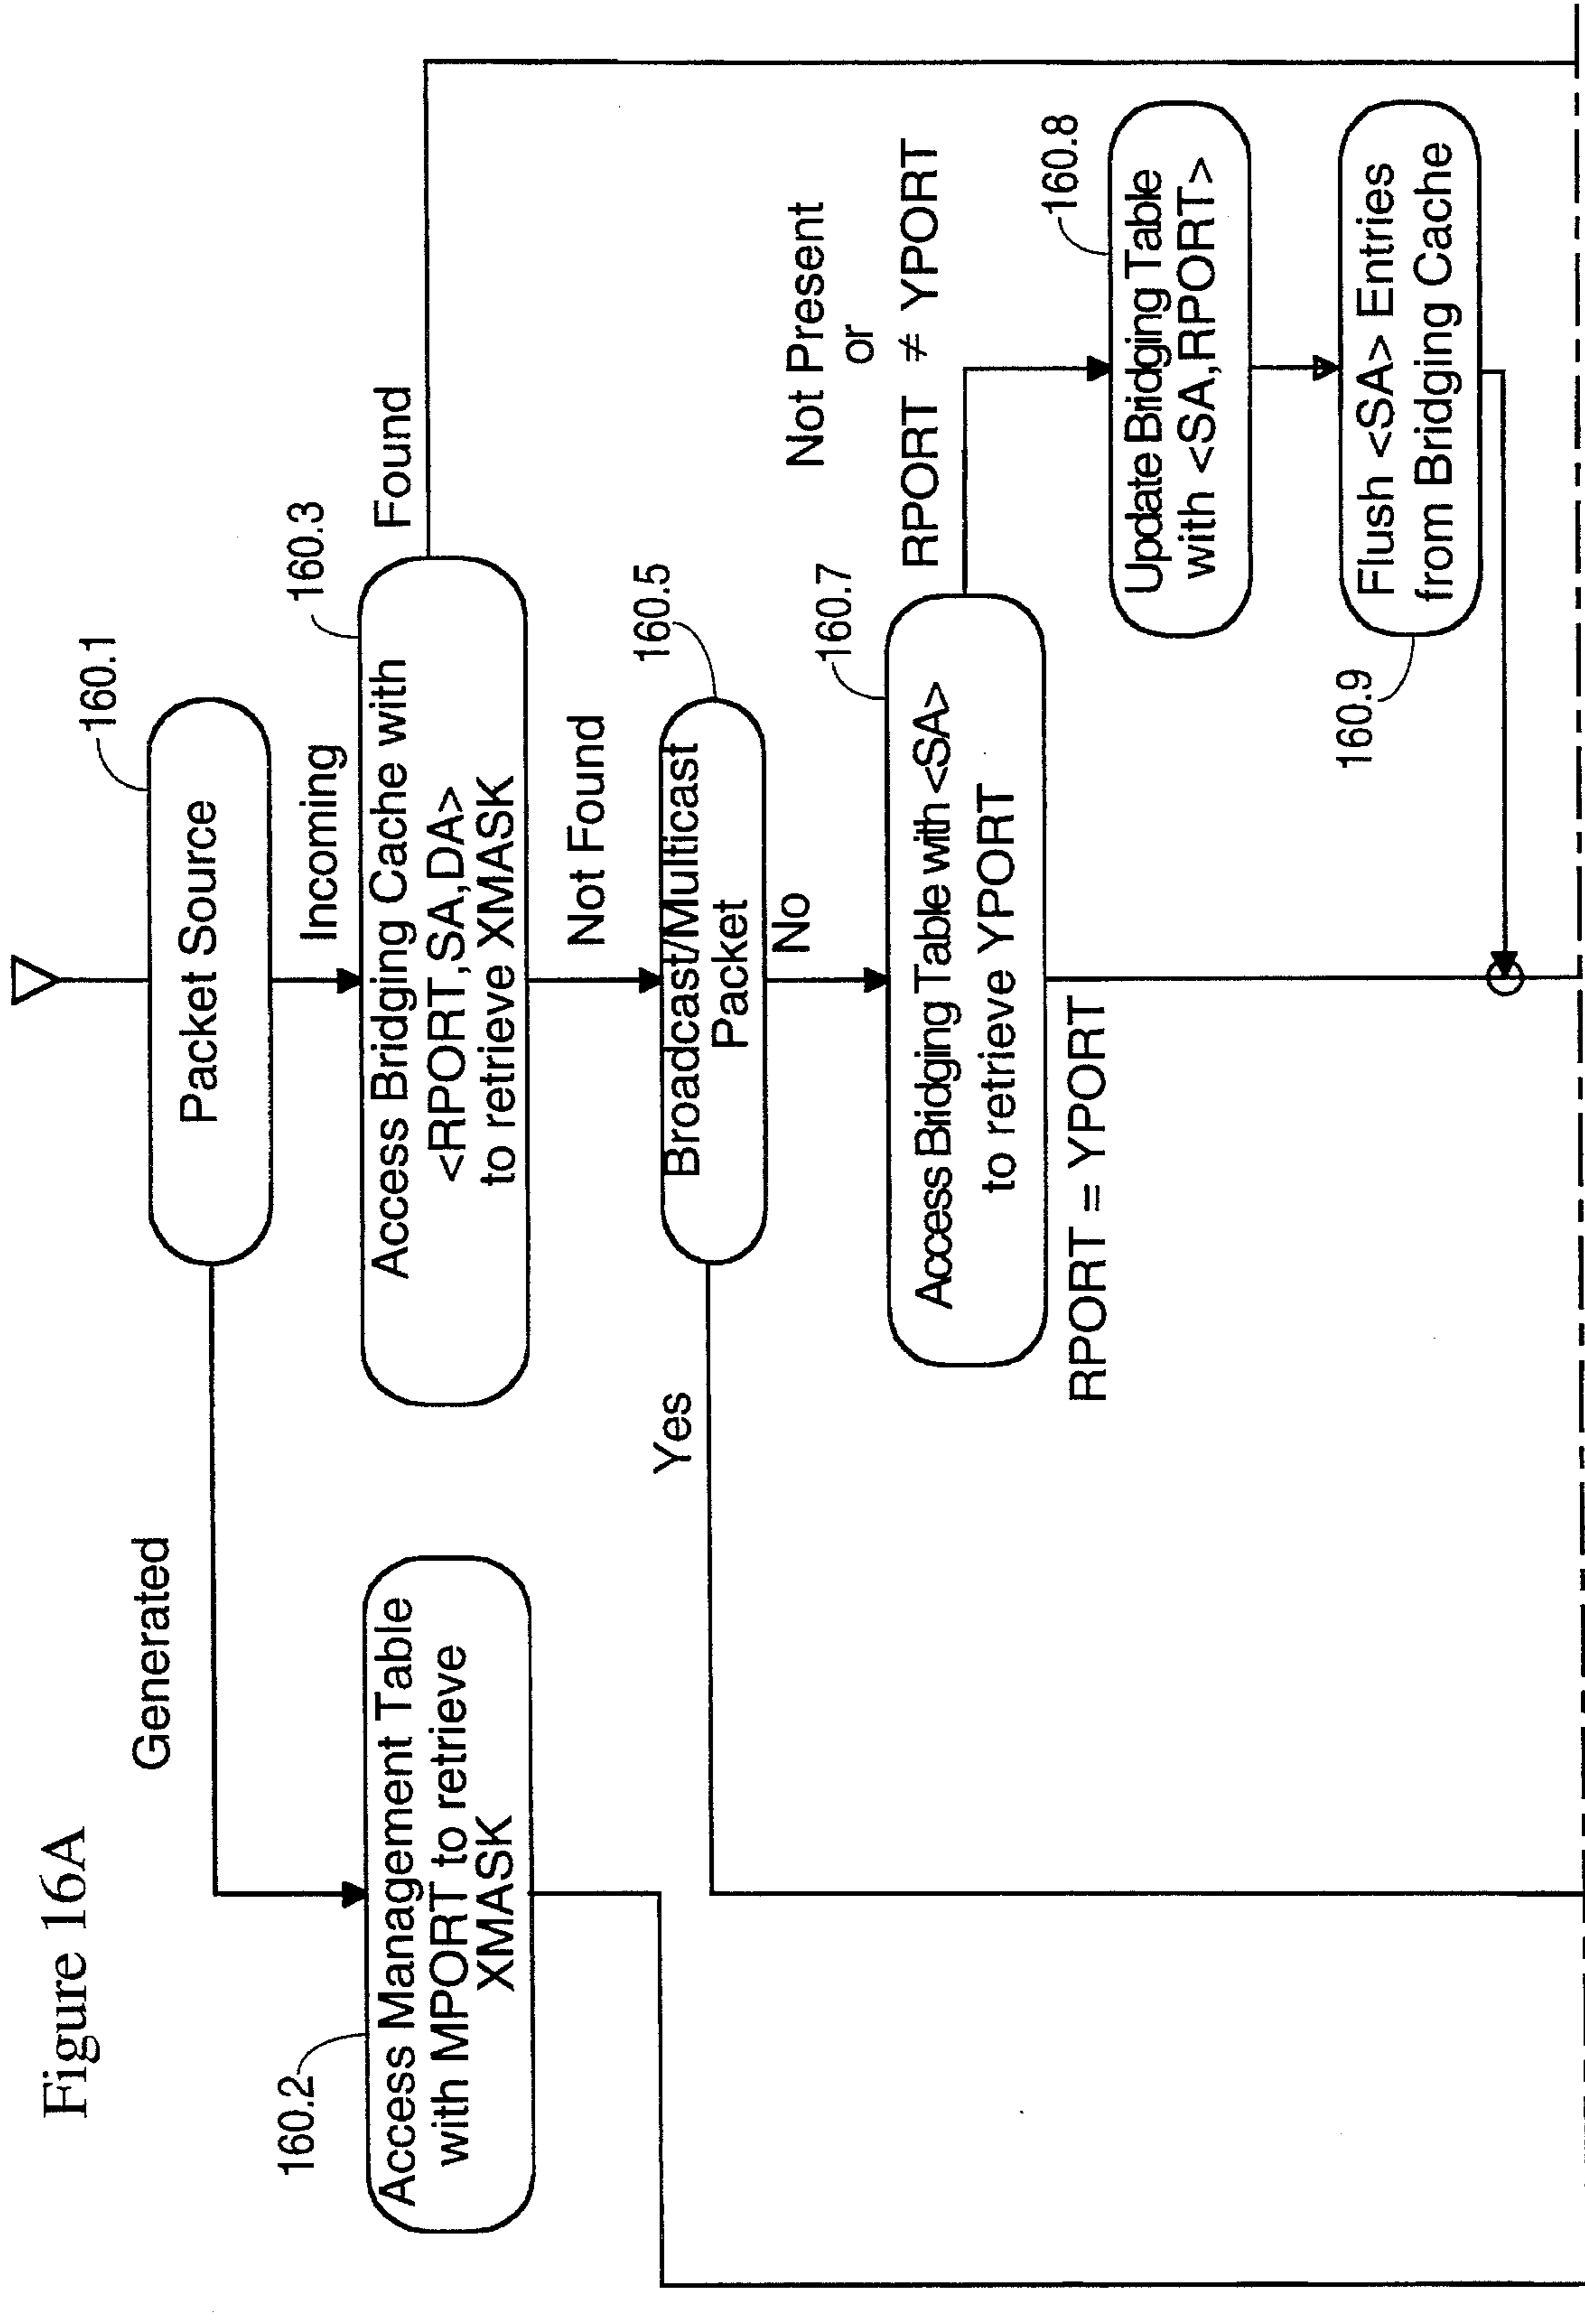 Figure 16A
160.1
Packet Source
Generated
Incoming
160.2
Access Management Table
with MPORT to retrieve
XMASK
160.3
Access Bridging Cache with
<RPORT,SA,DA>
to retrieve XMASK
Found
Not Found
160.5
Broadcast/Multicast
Packet
Yes
No
160.7
Access Bridging Table with <SA>
to retrieve YPORT
Not Present
or
RPORT ≠ YPORT
RPORT = YPORT
160.8
Update Bridging Table
with <SA,RPORT>
160.9
Flush <SA> Entries
from Bridging Cache